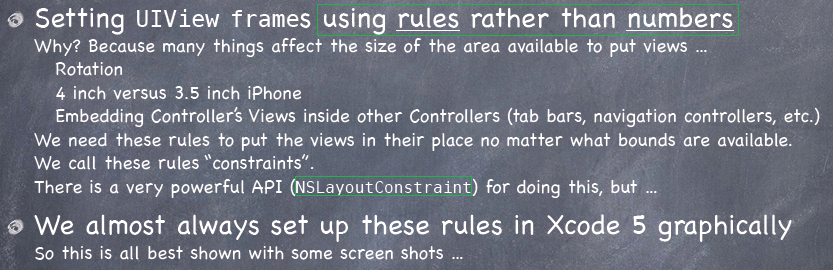 Setting UIView frames using rules rather than numbers
Why? Because many things affect the size of the area available to put views ...
Rotation
4 inch versus 3.5 inch iPhone
Embedding Controller's Views inside other Controllers (tab bars, navigation controllers, etc.)
We need these rules to put the views in their place no matter what bounds are available.
We call these rules “constraints”.
There is a very powerful API (NSLayoutConstraint) for doing this, but ...
We almost always set up these rules in Xcode 5 graphically
So this is all best shown with some screen shots ...